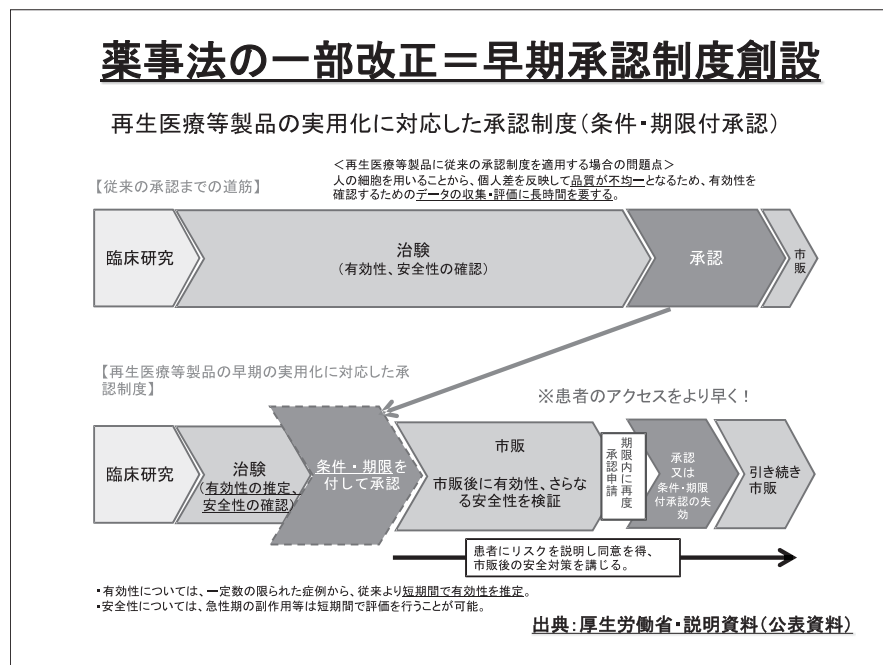 薬事法の一部改正＝早期承認制度創設
再生医療等製品の実用化に対応した承認制度（条件・期限付承認）
＜再生医療等製品に従来の承認制度を適用する場合の問題点＞
人の細胞を用いることから、個人差を反映して品質が不均一となるため、有効性を
確認するためのデータの収集・評価に長時間を要する。
【従来の承認までの道筋】
臨床研究
治験
（有効性、安全性の確認）
承認
市販
【再生医療等製品の早期の実用化に対応した承
認制度】
※患者のアクセスをより早く！
臨床研究
治験
（有効性の推定、
安全性の確認）
条件・期限を
付して承認
市販
市販後に有効性、さらな
る安全性を検証
期限内に再度
承認申請
承認
又は
条件・期限
付承認の失
効
引き続き
市販
患者にリスクを説明し同意を得、
市販後の安全対策を講じる。
・有効性については、一定数の限られた症例から、従来より短期間で有効性を推定。
・安全性については、急性期の副作用等は短期間で評価を行うことが可能。
出典：厚生労働省・説明資料（公表資料）